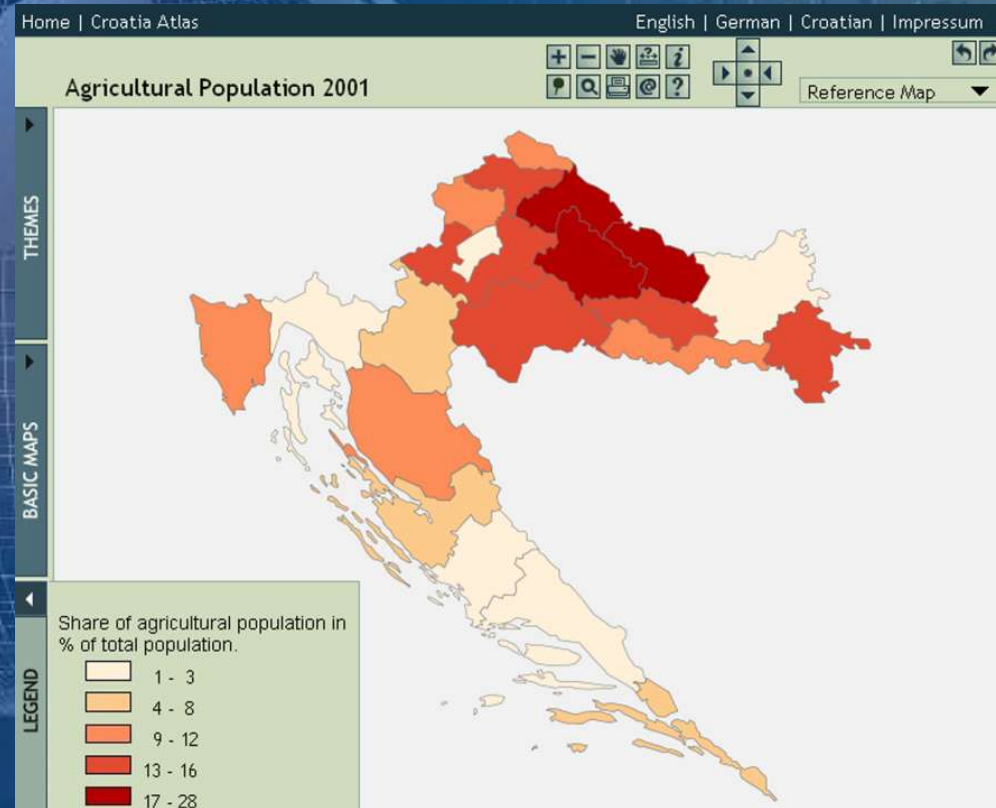 Home | Croatia Atlas
English | German | Croatian | Impressum
Agricultural Population 2001
Reference Map
THEMES
BASIC MAPS
LEGEND
Share of agricultural population in
% of total population.
1 - 3
4 - 8
9 - 12
13 - 16
17 - 28